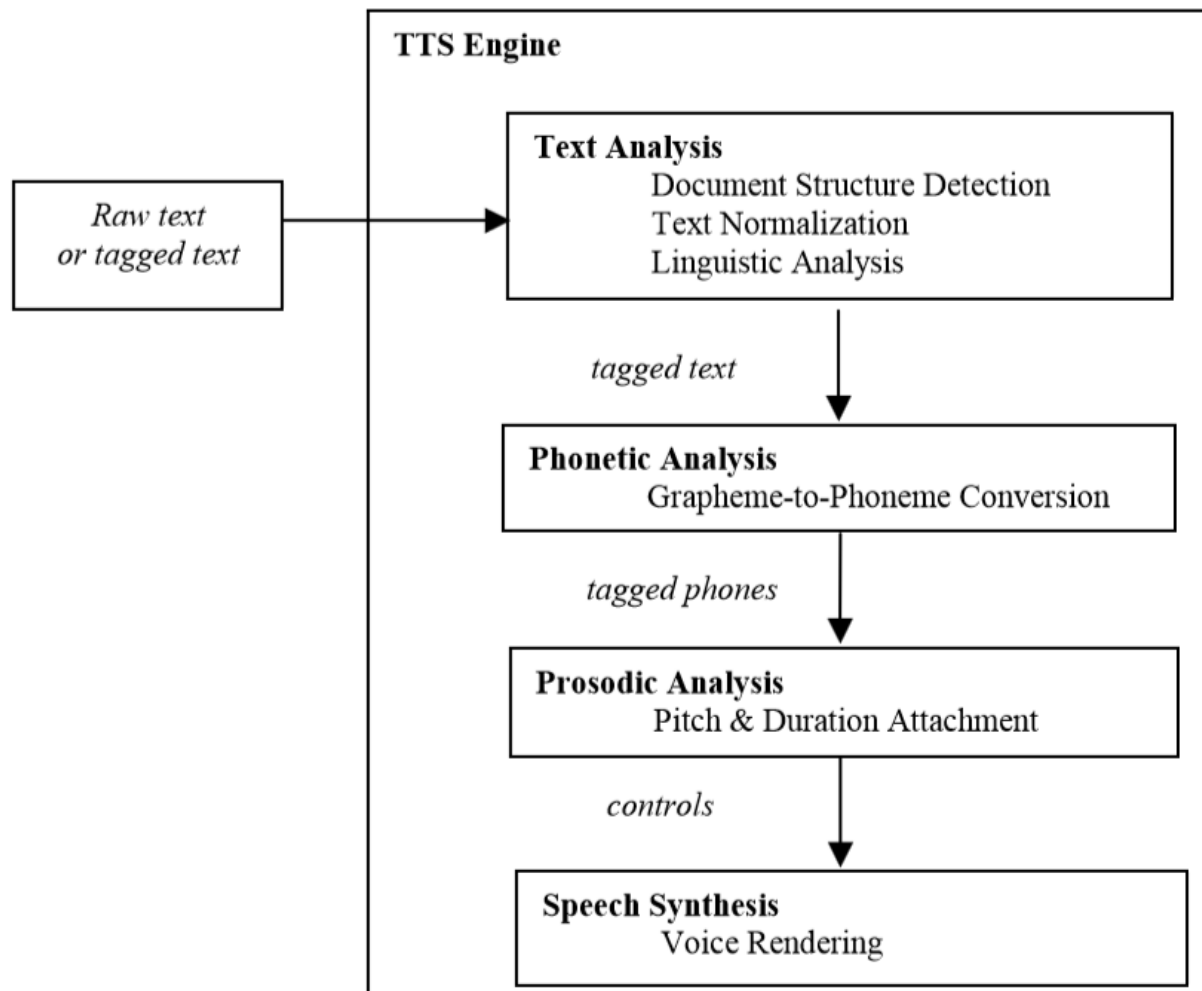 TTS Engine
Raw text
or tagged text
Text Analysis
Document Structure Detection
Text Normalization
Linguistic Analysis
tagged text
Phonetic Analysis
Grapheme-to-Phoneme Conversion
tagged phones
Prosodic Analysis
Pitch & Duration Attachment
controls
Speech Synthesis
Voice Rendering